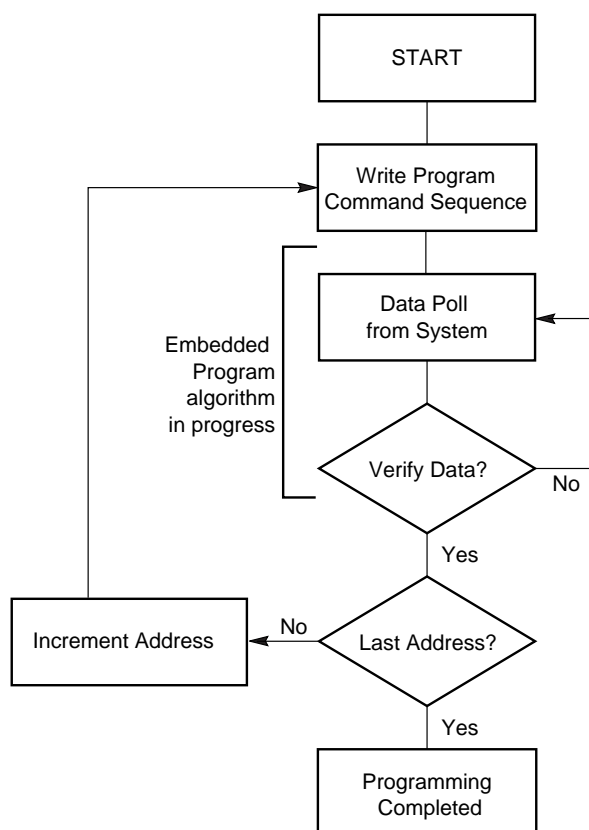 START
Write Program
Command Sequence
Data Poll
from System
Embedded
Program
algorithm
in progress
Verify Data?
No
Yes
Last Address?
No
Increment Address
Yes
Programming
Completed